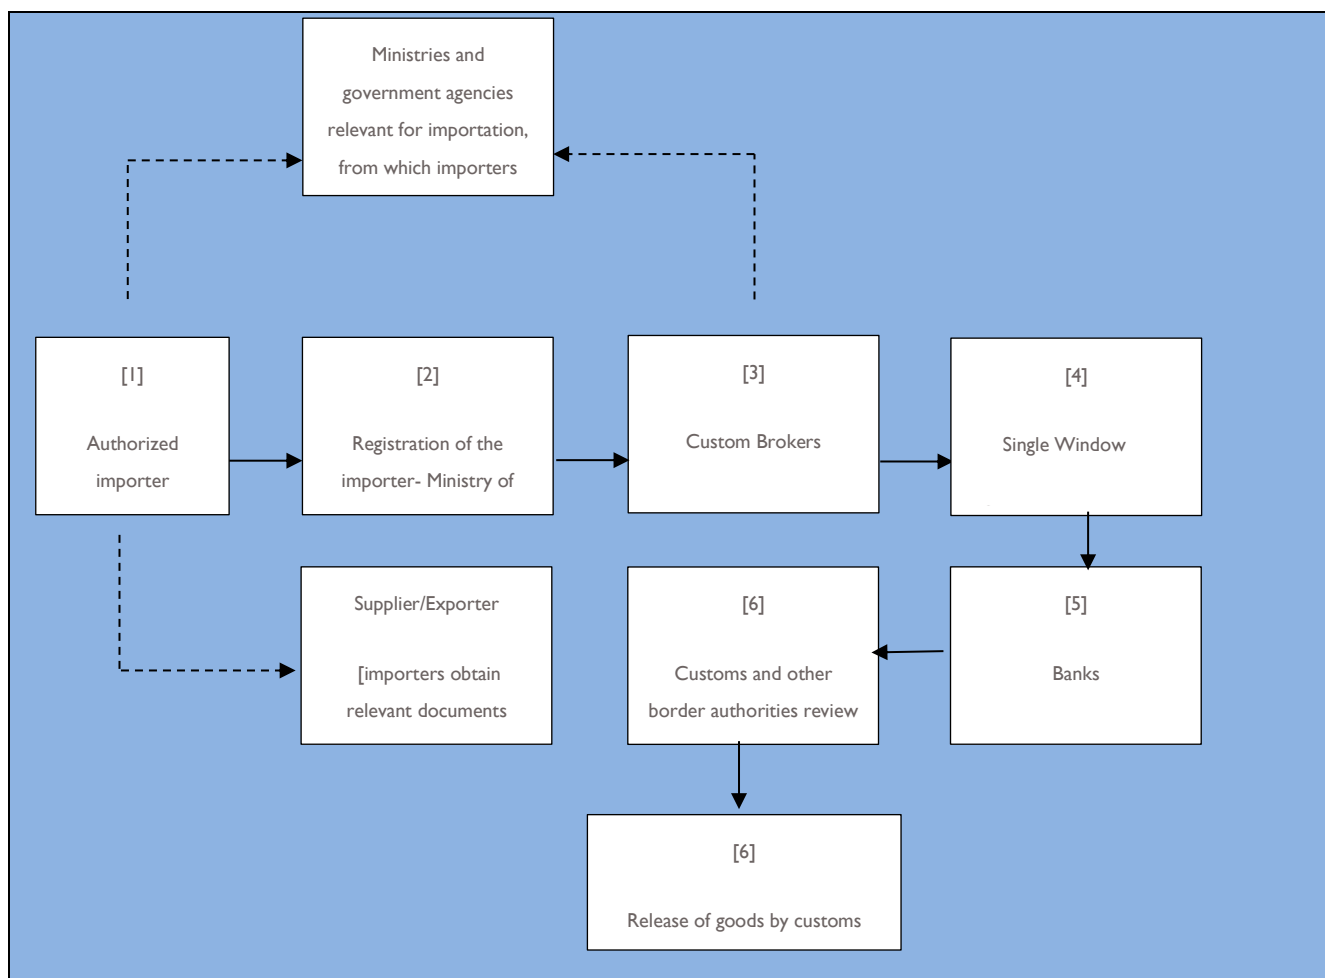 Ministries and
government agencies
relevant for importation,
from which importers
[1]
Authorized
importer
[2]
Registration of the
importer- Ministry of
[3]
Custom Brokers
[4]
Single Window
Supplier/Exporter
[importers obtain
relevant documents
[6]
Customs and other
border authorities review
[5]
Banks
[6]
Release of goods by customs